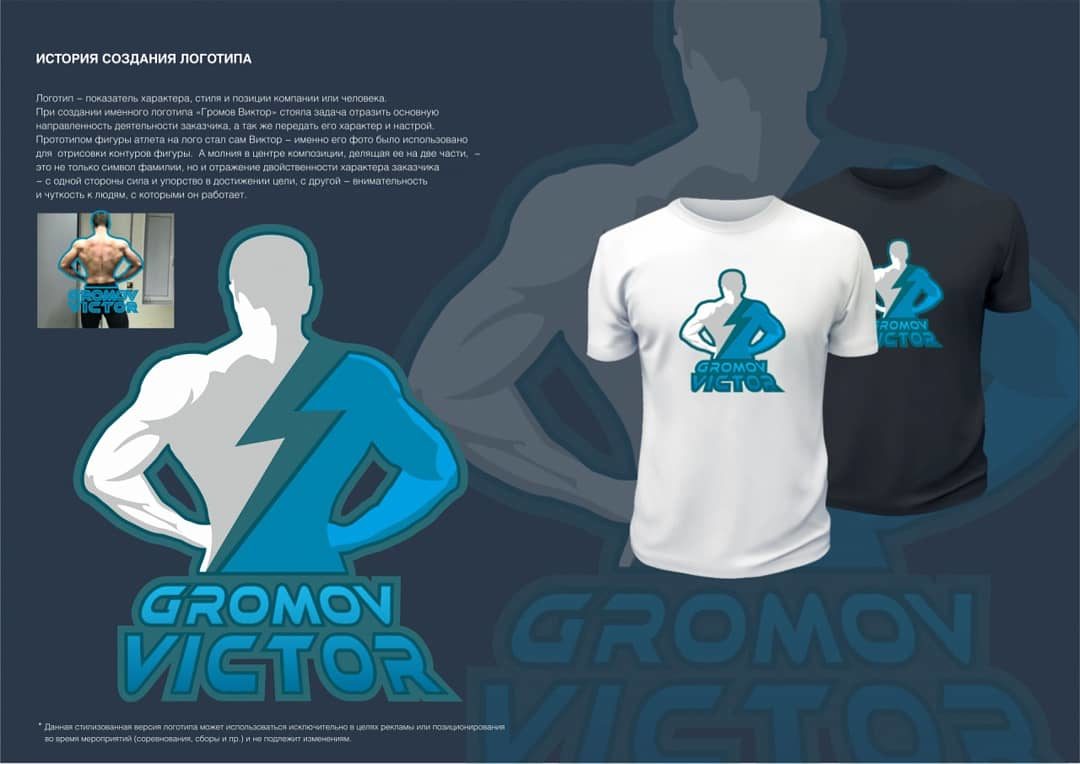 ИСТОРИЯ СОЗДАНИЯ ЛОГОТИПА
Логотип – показатель характера, стиля и позиции компании или человека.
При создании именного логотипа «Громов Виктор» стояла задача отразить основную
направленность деятельности заказчика, а так же передать его характер и настрой.
Прототипом фигуры атлета на лого стал сам Виктор – именно его фото было использовано
для отрисовки контуров фигуры. А молния в центре композиции, делящая ее на две части, –
это не только символ фамилии, но и отражение двойственности характера заказчика
– с одной стороны сила и упорство в достижении цели, с другой – внимательность
и чуткость к людям, с которыми он работает.
GROMOV
VICTOR
GROMOV
VICTOR
GROMOV
VICTOR
GROMOV
VICTOR
GROMOV
VICTOR
* Данная стилизованная версия логотипа может использоваться исключительно в целях рекламы или позиционирования
во время мероприятий (соревнования, сборы и пр.) и не подлежит изменениям.